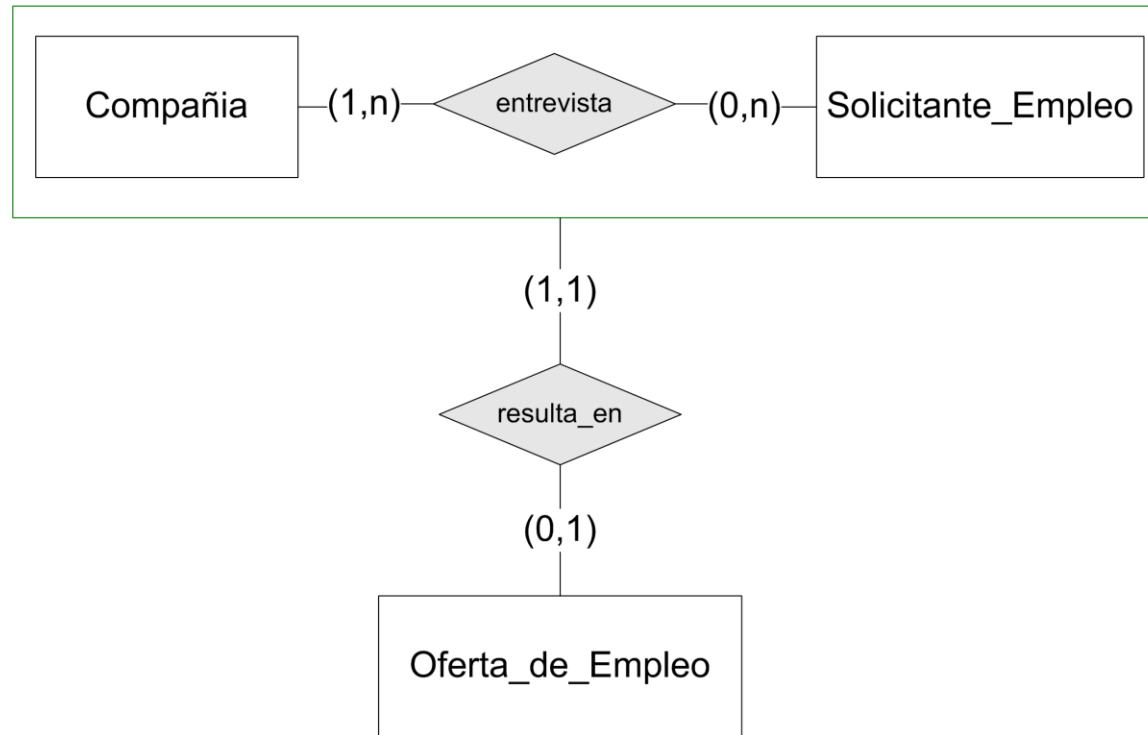 Compañia
(1,n)
entrevista
(0,n)
Solicitante_Empleo
(1,1)
resulta_en
(0,1)
Oferta_de_Empleo